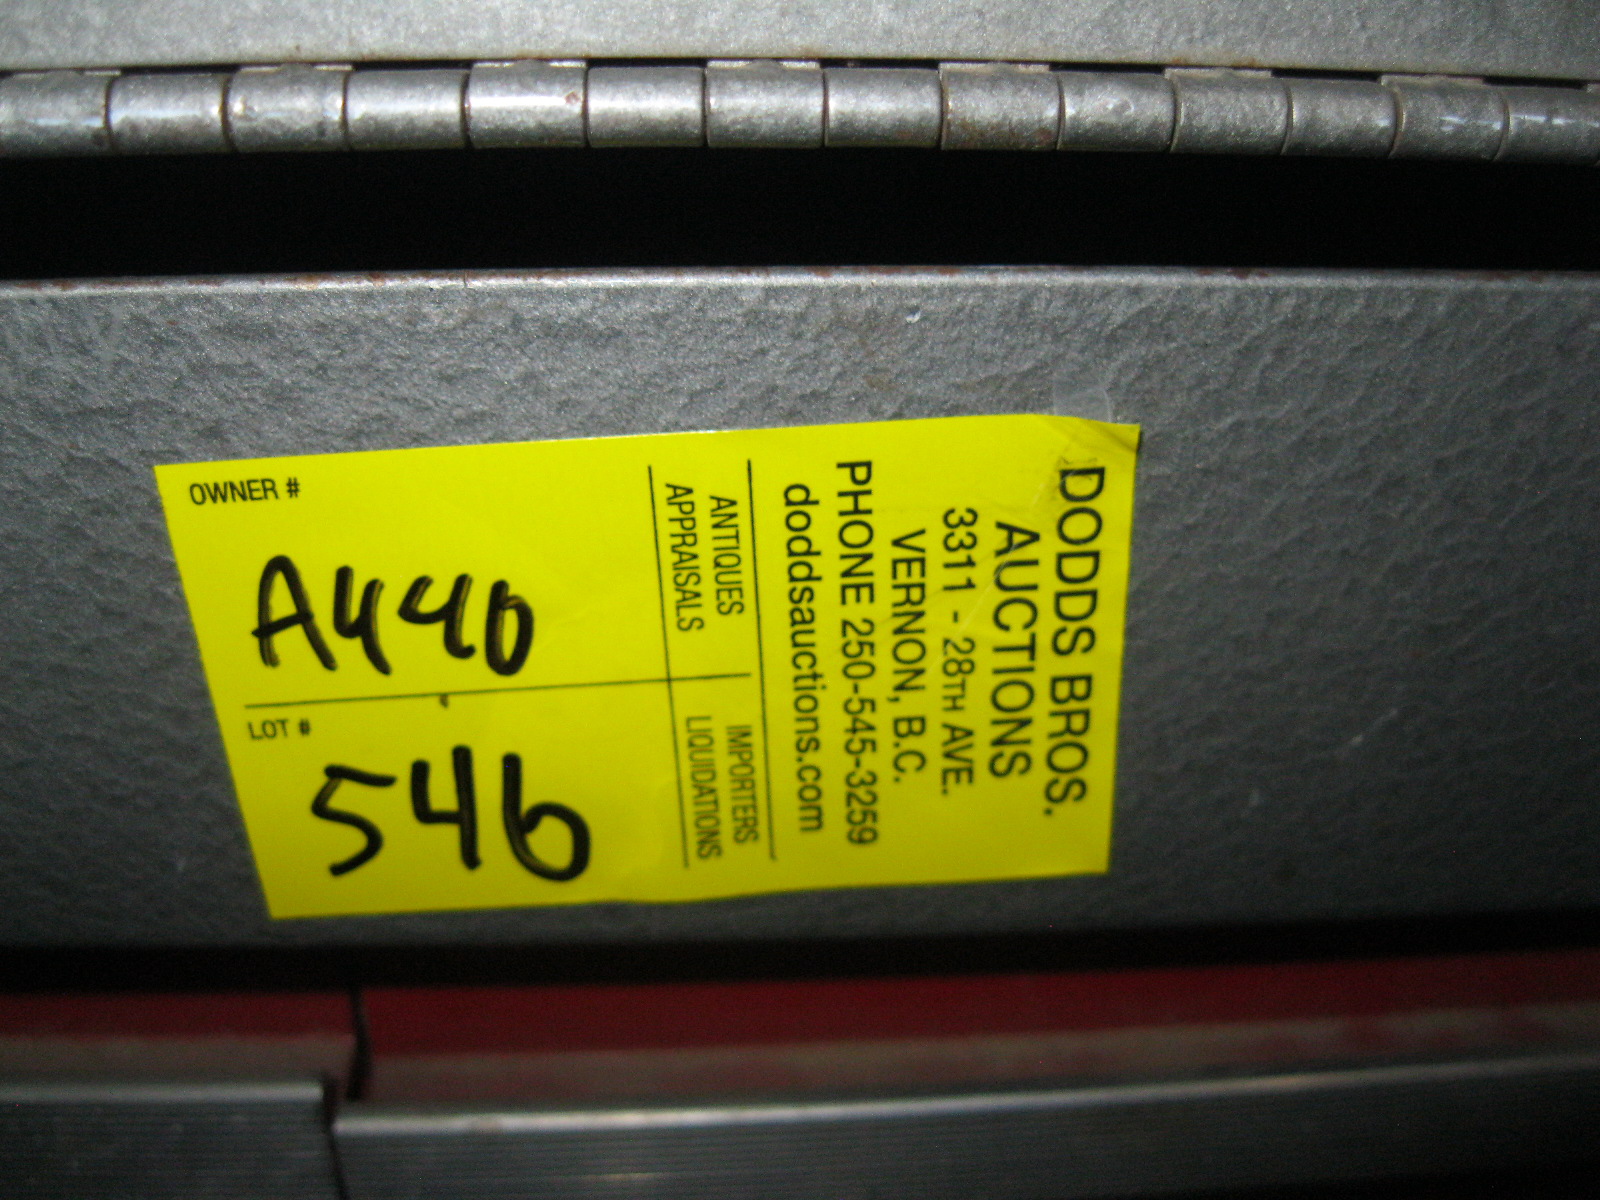 DODDS BROS.
AUCTIONS
3311 - 28TH AVE.
VERNON, B.C.
PHONE 250-545-3259
doddsauctions.com
ANTIQUES IMPORTERS
APPRAISALS LIQUIDATIONS
OWNER #
A440
LOT #
546